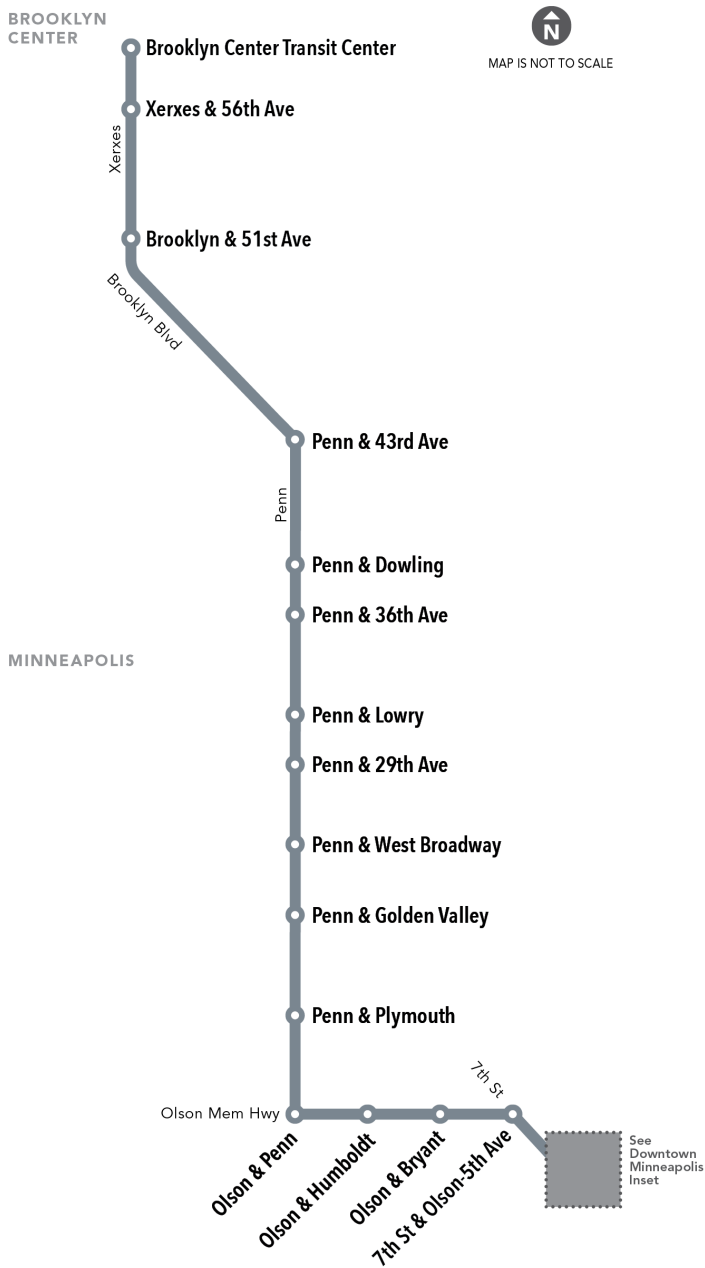 BROOKLYN
CENTER
N
MAP IS NOT TO SCALE
Brooklyn Center Transit Center
Xerxes & 56th Ave
Xerxes
Brooklyn & 51st Ave
Brooklyn Blvd
Penn & 43rd Ave
Penn
Penn & Dowling
Penn & 36th Ave
MINNEAPOLIS
Penn & Lowry
Penn & 29th Ave
Penn & West Broadway
Penn & Golden Valley
Penn & Plymouth
7th St
Olson Mem Hwy
Olson & Penn
Olson & Humboldt
Olson & Bryant
7th St & Olson-5th Ave
See
Downtown
Minneapolis
Inset